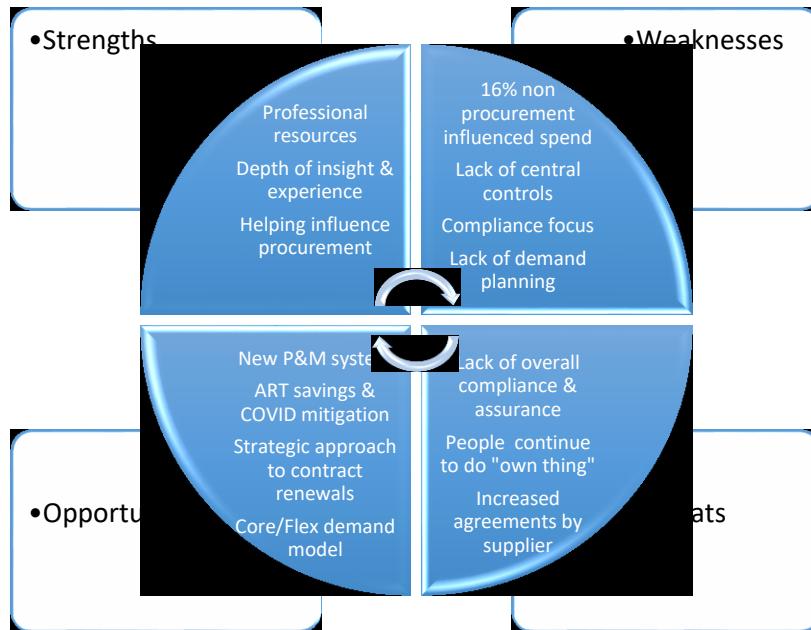 •Strengths
•Weaknesses
Professional
resources
Depth of insight &
experience
Helping influence
procurement
16% non
procurement
influenced spend
Lack of central
controls
Compliance focus
Lack of demand
planning
New P&M
ART savings &
COVID mitigation
Strategic approach
to contract
renewals
Core/Flex demand
model
Lack of overall
compliance &
assurance
People continue
to do "own thing"
Increased
agreements by
supplier